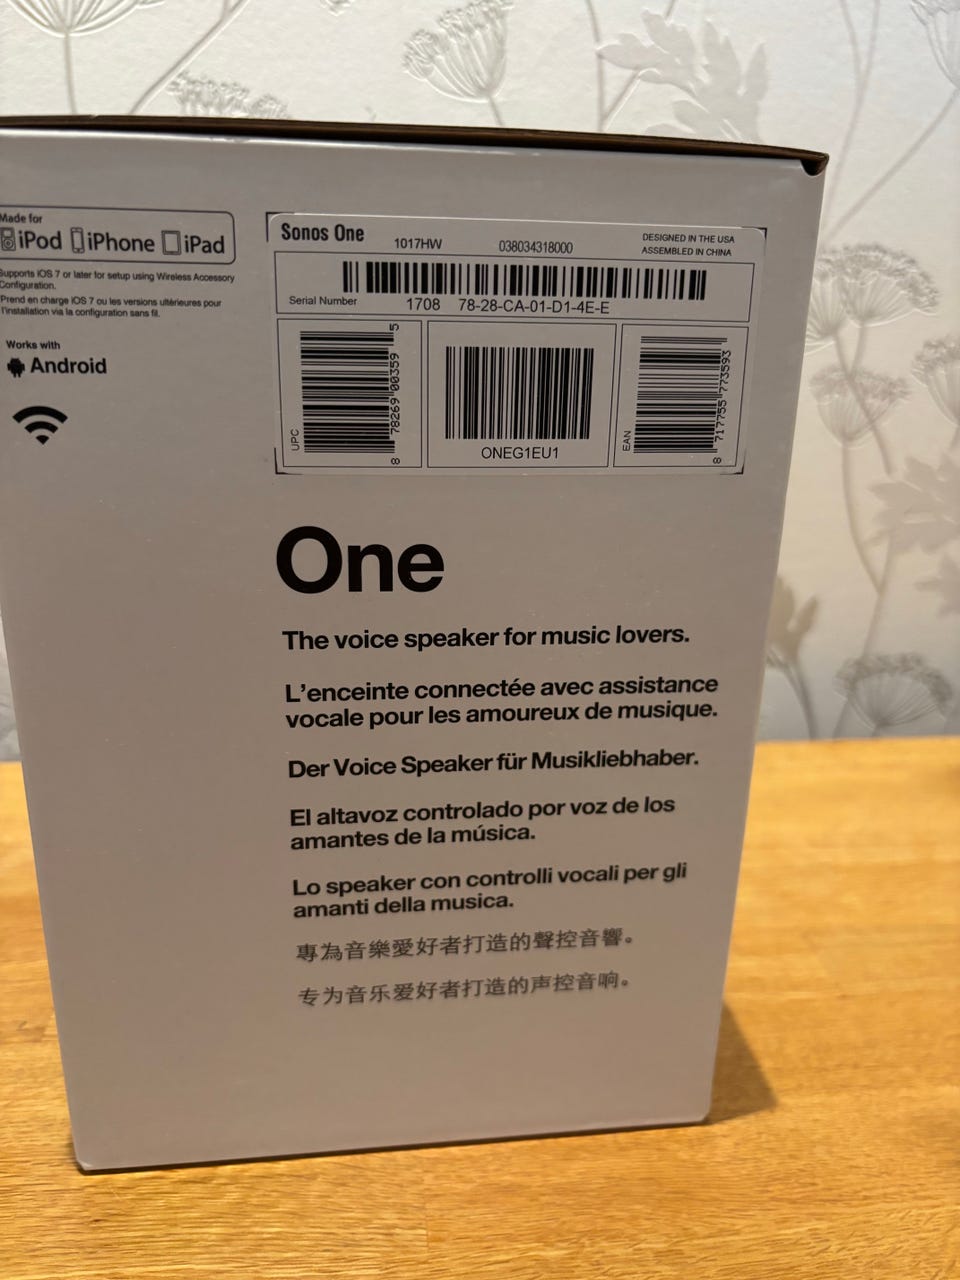 Made for
iPod iPhone iPad
Supports iOS 7 or later for setup using Wireless Accessory
Configuration.
Prend en charge iOS 7 ou les versions ultérieures pour
l'installation via la configuration sans fil.
Works with
Android
Sonos One
1017HW
038034318000
DESIGNED IN THE USA
ASSEMBLED IN CHINA
Serial Number 1708 78-28-CA-01-D1-4E-E
UPC
8 78269 00359 5
ONEG1EU1
EAN
8 717755 773593
One
The voice speaker for music lovers.
L'enceinte connectée avec assistance
vocale pour les amoureux de musique.
Der Voice Speaker für Musikliebhaber.
El altavoz controlado por voz de los
amantes de la música.
Lo speaker con controlli vocali per gli
amanti della musica.
專為音樂愛好者打造的聲控音響。
专为音乐爱好者打造的声控音响。